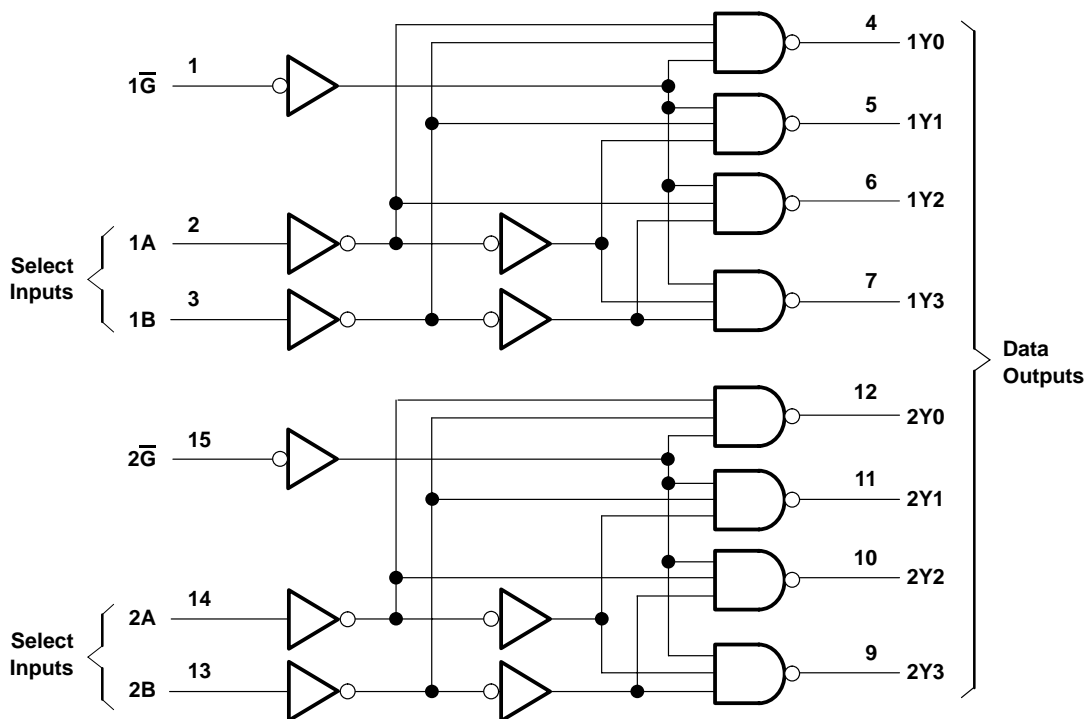 4
1Y0
1
1G̅
5
1Y1
6
1Y2
2
1A
Select
Inputs
3
1B
7
1Y3
Data
Outputs
12
2Y0
15
2G̅
11
2Y1
10
2Y2
14
2A
Select
Inputs
13
2B
9
2Y3